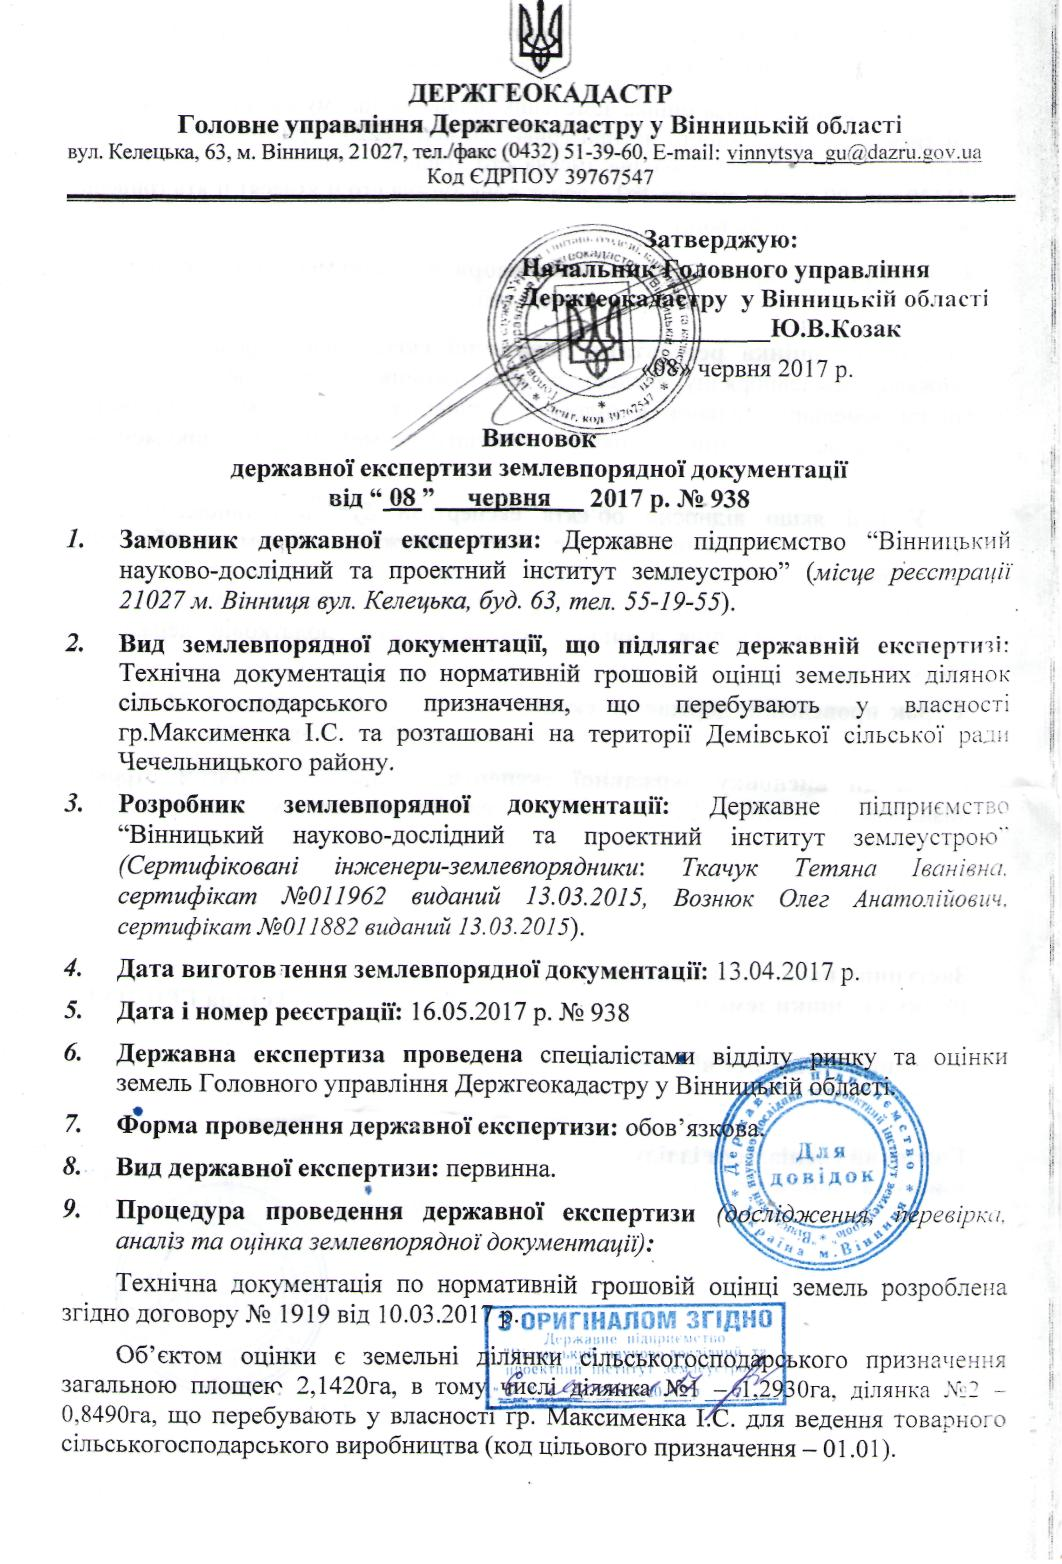 ДЕРЖГЕОКАДАСТР
Головне управління Держгеокадастру у Вінницькій області
вул. Келецька, 63, м. Вінниця, 21027, тел./факс (0432) 51-39-60, E-mail: vinnytsya_gu@dazru.gov.ua
Код ЄДРПОУ 39767547
Затверджую:
Начальник Головного управління
Держгеокадастру у Вінницькій області
Ю.В.Козак
«08» червня 2017 р.
Висновок
державної експертизи землевпорядної документації
від “ 08 ” червня 2017 р. № 938
1. Замовник державної експертизи: Державне підприємство “Вінницький
науково-дослідний та проектний інститут землеустрою” (місце реєстрації
21027 м. Вінниця вул. Келецька, буд. 63, тел. 55-19-55).
2. Вид землевпорядної документації, що підлягає державній експертизі:
Технічна документація по нормативній грошовій оцінці земельних ділянок
сільськогосподарського призначення, що перебувають у власності
гр.Максименка І.С. та розташовані на території Демівської сільської ради
Чечельницького району.
3. Розробник землевпорядної документації: Державне підприємство
“Вінницький науково-дослідний та проектний інститут землеустрою”
(Сертифіковані інженери-землевпорядники: Ткачук Тетяна Іванівна,
сертифікат №011962 виданий 13.03.2015, Вознюк Олег Анатолійович,
сертифікат №011882 виданий 13.03.2015).
4. Дата виготовлення землевпорядної документації: 13.04.2017 р.
5. Дата і номер реєстрації: 16.05.2017 р. № 938
6. Державна експертиза проведена спеціалістами відділу ринку та оцінки
земель Головного управління Держгеокадастру у Вінницькій області.
7. Форма проведення державної експертизи: обов’язкова.
8. Вид державної експертизи: первинна.
Для
довідок
9. Процедура проведення державної експертизи (дослідження, перевірка,
аналіз та оцінка землевпорядної документації):
Технічна документація по нормативній грошовій оцінці земель розроблена
згідно договору № 1919 від 10.03.2017 р.
З ОРИГІНАЛОМ ЗГІДНО
Державне підприємство
Об’єктом оцінки є земельні ділянки сільськогосподарського призначення
загальною площею 2,1420га, в тому числі ділянка №1 – 1,2930га, ділянка №2 –
0,8490га, що перебувають у власності гр. Максименка І.С. для ведення товарного
сільськогосподарського виробництва (код цільового призначення – 01.01).